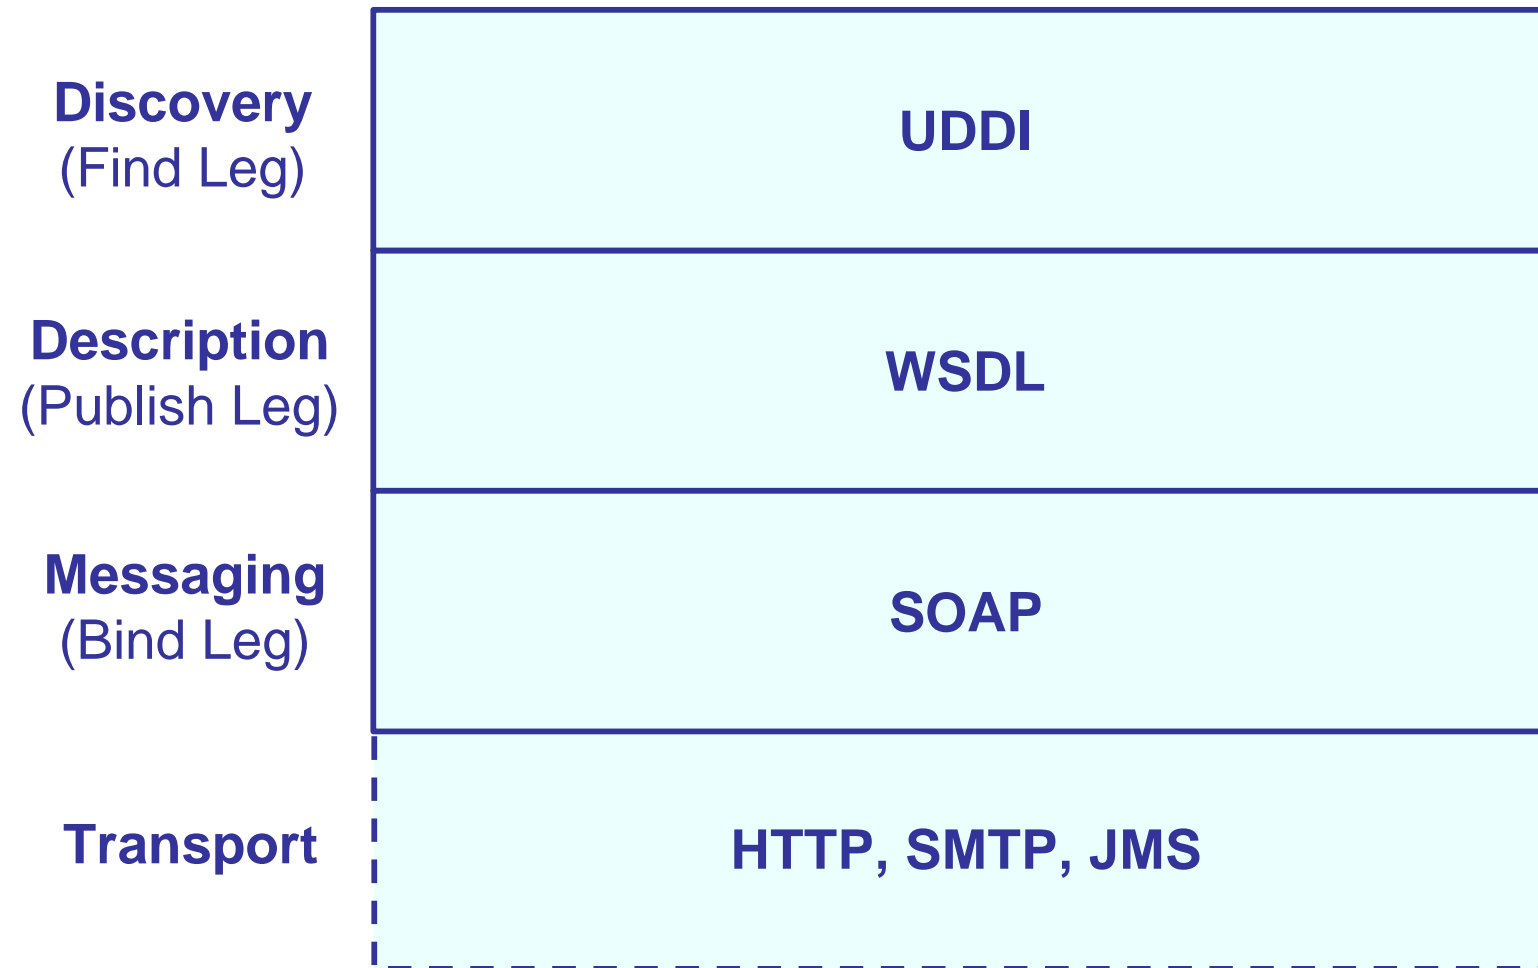 Discovery
(Find Leg)
UDDI
Description
(Publish Leg)
WSDL
Messaging
(Bind Leg)
SOAP
Transport
HTTP, SMTP, JMS